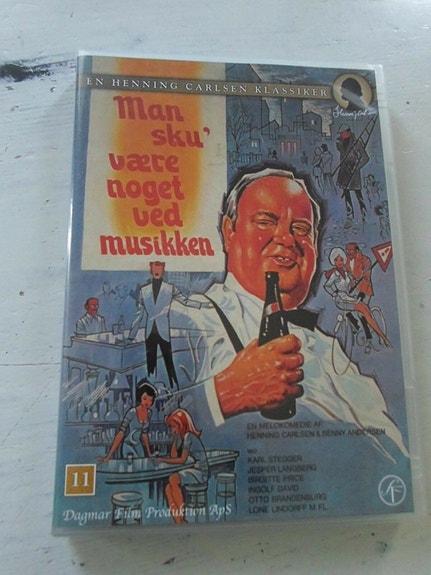 EN HENNING CARLSEN KLASSIKER
Man
sku'
være
noget
ved
musikken
EN MELOKOMEDIE AF
HENNING CARLSEN & BENNY ANDERSEN
KARL STEGGER
JESPER LANGBERG
BIRGITTE PRICE
INGOLF DAVID
OTTO BRANDENBURG
LONE LINDORFF M.FL.
11
Dagmar Film Produktion ApS